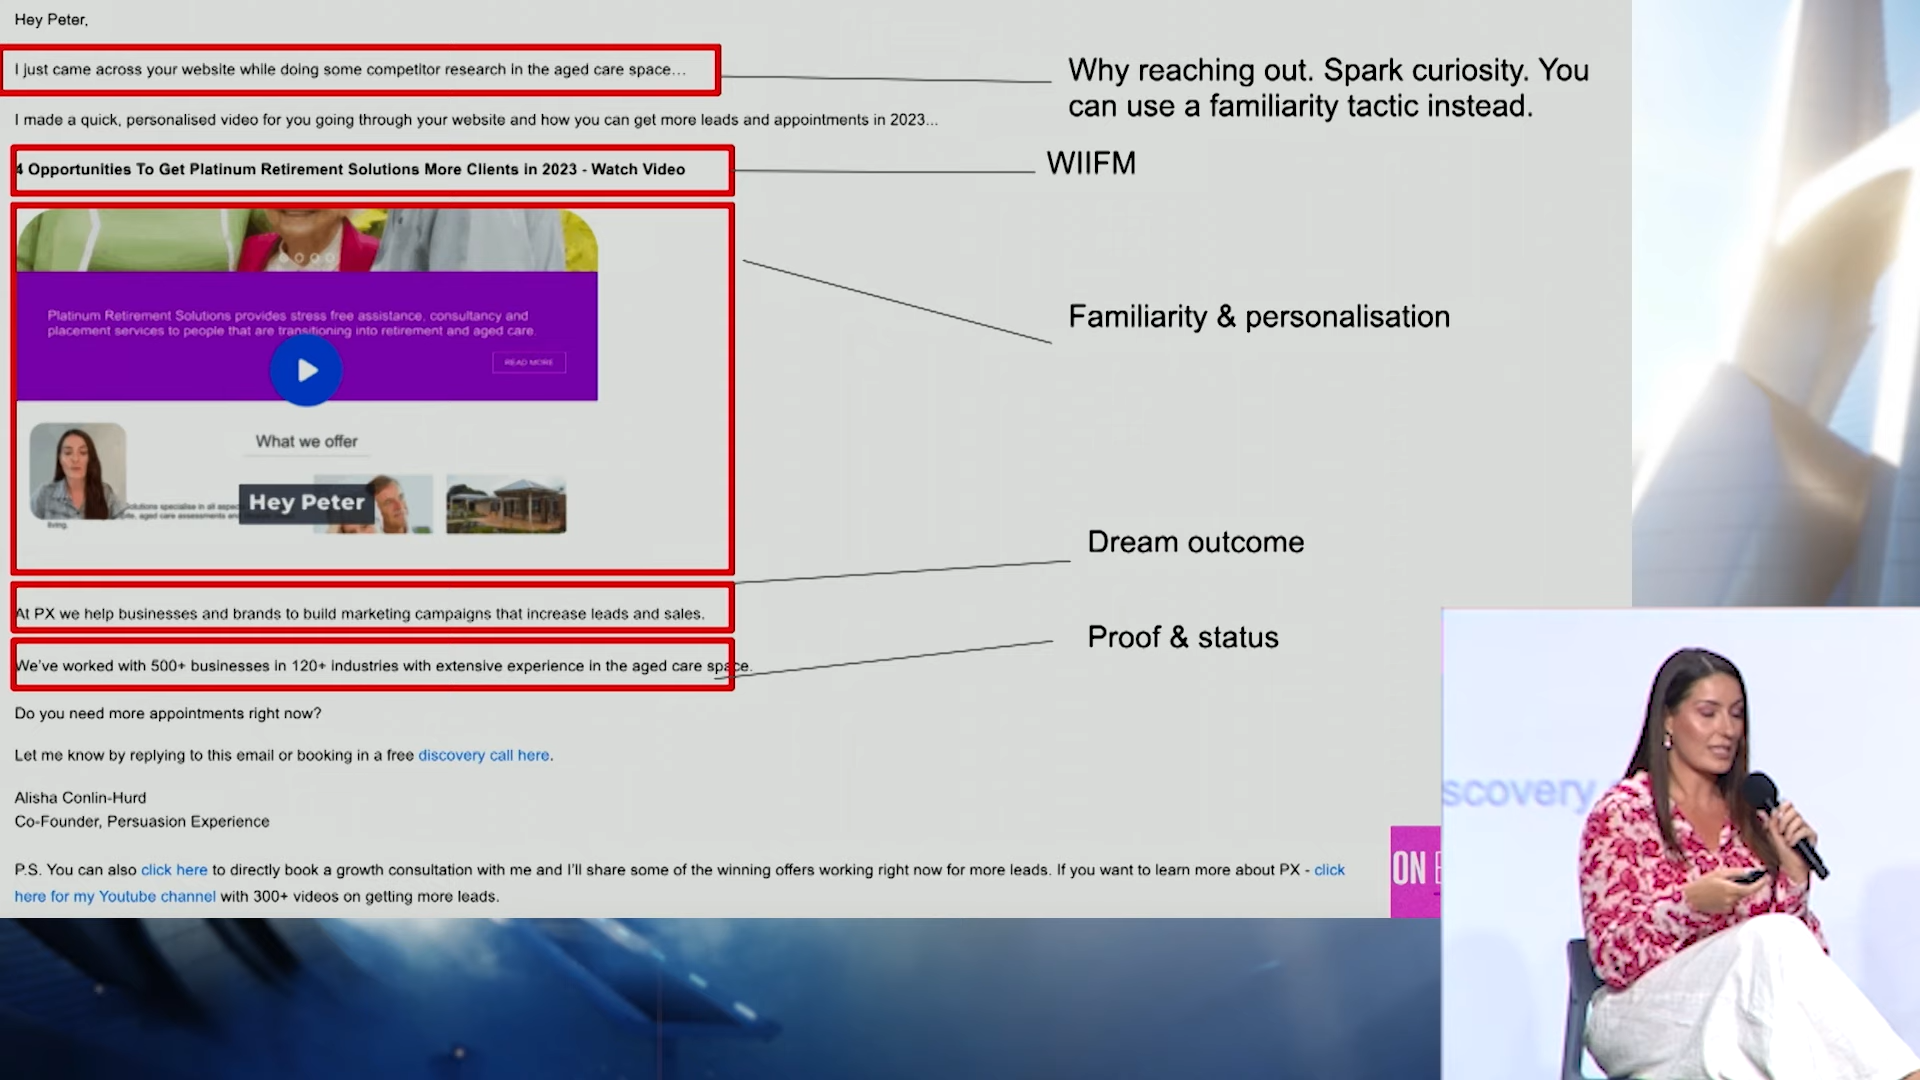 Hey Peter,
I just came across your website while doing some competitor research in the aged care space...
Why reaching out. Spark curiosity. You
can use a familiarity tactic instead.
I made a quick, personalised video for you going through your website and how you can get more leads and appointments in 2023...
4 Opportunities To Get Platinum Retirement Solutions More Clients in 2023 - Watch Video
WIIFM
Platinum Retirement Solutions provides stress free assistance, consultancy and
placement services to people that are transitioning into retirement and aged care.
READ MORE
Familiarity & personalisation
What we offer
Hey Peter
living.
Dream outcome
At PX we help businesses and brands to build marketing campaigns that increase leads and sales.
Proof & status
We've worked with 500+ businesses in 120+ industries with extensive experience in the aged care space.
Do you need more appointments right now?
Let me know by replying to this email or booking in a free discovery call here.
Alisha Conlin-Hurd
Co-Founder, Persuasion Experience
P.S. You can also click here to directly book a growth consultation with me and I'll share some of the winning offers working right now for more leads. If you want to learn more about PX - click
here for my Youtube channel with 300+ videos on getting more leads.
ON
scovery